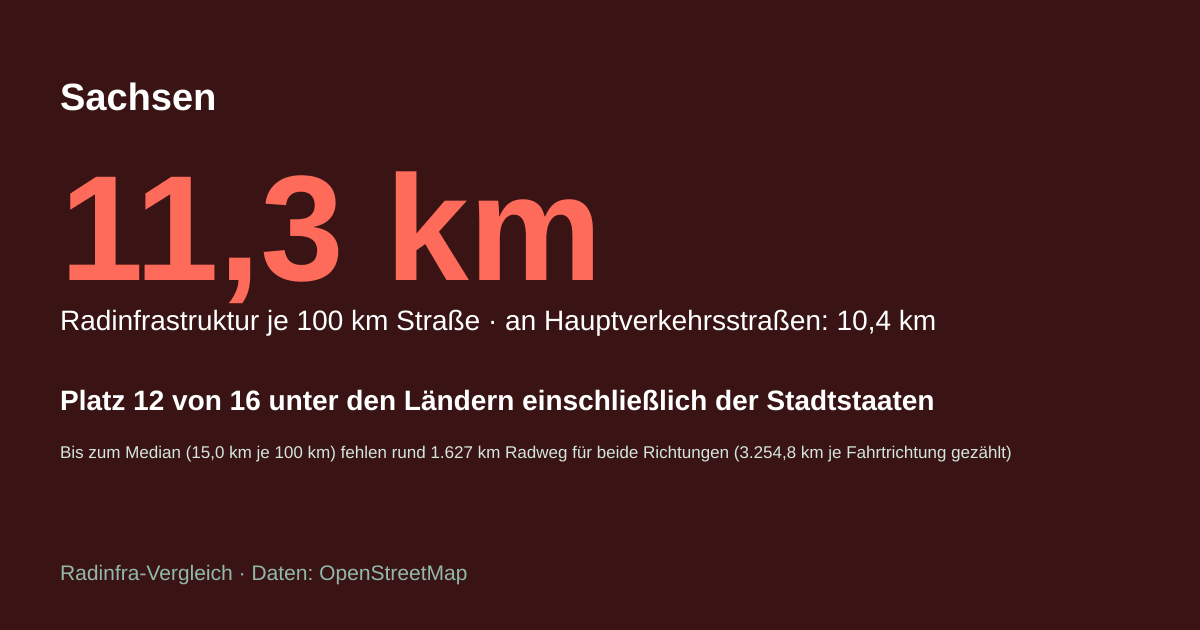 Sachsen
11,3 km
Radinfrastruktur je 100 km Straße · an Hauptverkehrsstraßen: 10,4 km
Platz 12 von 16 unter den Ländern einschließlich der Stadtstaaten
Bis zum Median (15,0 km je 100 km) fehlen rund 1.627 km Radweg für beide Richtungen (3.254,8 km je Fahrtrichtung gezählt)
Radinfra-Vergleich · Daten: OpenStreetMap